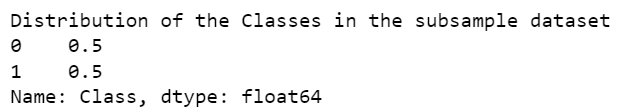 Distribution of the Classes in the subsample dataset
0    0.5
1    0.5
Name: Class, dtype: float64